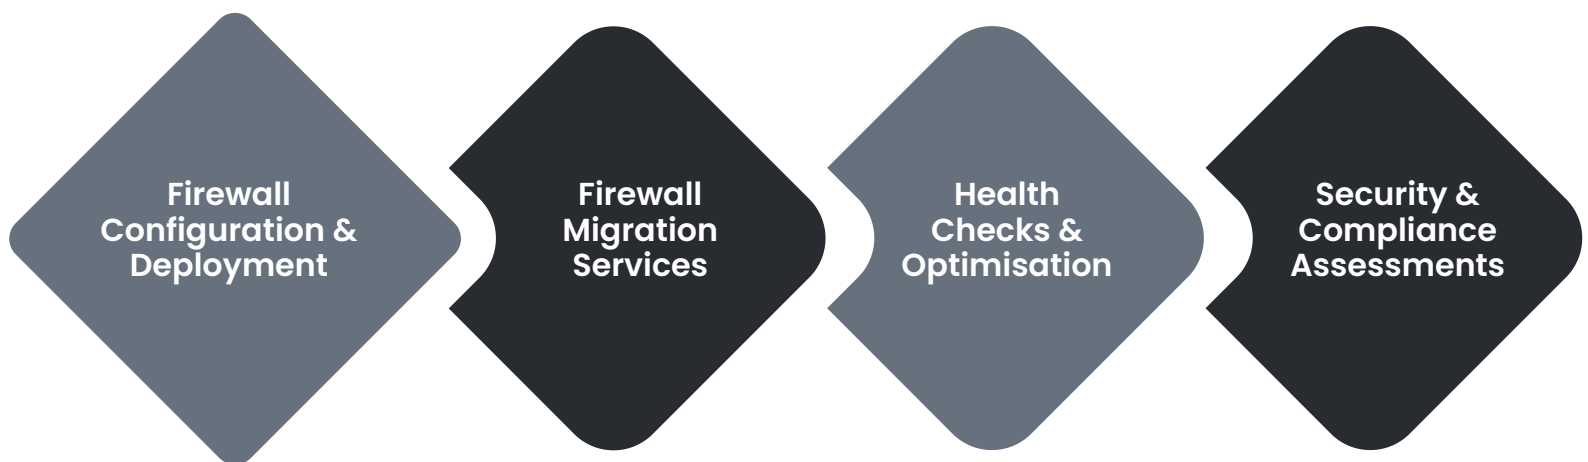 Firewall
Configuration &
Deployment
Firewall
Migration
Services
Health
Checks &
Optimisation
Security &
Compliance
Assessments